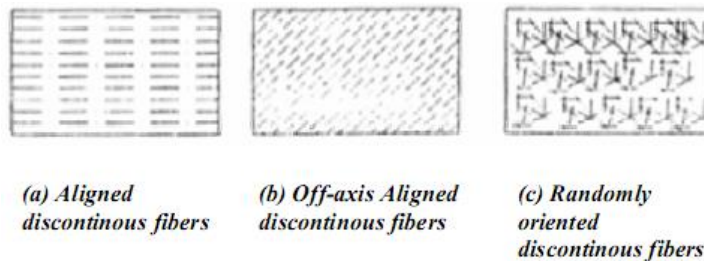 (a) Aligned
discontinous fibers
(b) Off-axis Aligned
discontinous fibers
(c) Randomly
oriented
discontinous fibers